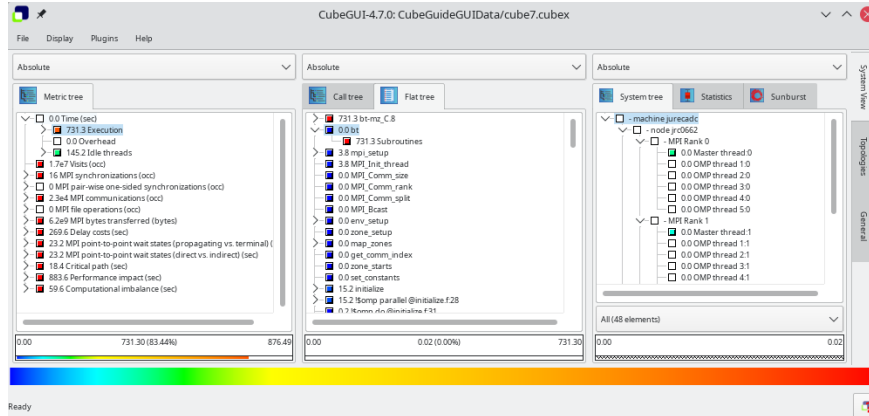 CubeGUI-4.7.0: CubeGuideGUIData/cube7.cubex
File Display Plugins Help
Absolute
Metric tree
0.0 Time (sec)
731.3 Execution
0.0 Overhead
145.2 Idle threads
1.7e7 Visits (occ)
16 MPI synchronizations (occ)
0 MPI pair-wise one-sided synchronizations (occ)
2.3e4 MPI communications (occ)
0 MPI file operations (occ)
6.2e9 MPI bytes transferred (bytes)
269.6 Delay costs (sec)
23.2 MPI point-to-point wait states (propagating vs. terminal) (
23.2 MPI point-to-point wait states (direct vs. indirect) (sec)
18.4 Critical path (sec)
883.6 Performance impact (sec)
59.6 Computational imbalance (sec)
0.00 731.30 (83.44%) 876.49
Absolute
Call tree Flat tree
731.3 bt-mz_C.8
0.0 bt
731.3 Subroutines
3.8 mpi_setup
3.8 MPI_Init_thread
0.0 MPI_Comm_size
0.0 MPI_Comm_rank
0.0 MPI_Comm_split
0.0 MPI_Bcast
0.0 env_setup
0.0 zone_setup
0.0 map_zones
0.0 get_comm_index
0.0 zone_starts
0.0 set_constants
15.2 initialize
15.2 !$omp parallel @initialize.f:28
0.2 !$omp do @initialize.f:31
0.00 0.02 (0.00%) 731.30
Absolute
System tree Statistics Sunburst
- machine jurecadc
- node jrc0662
- MPI Rank 0
0.0 Master thread:0
0.0 OMP thread 1:0
0.0 OMP thread 2:0
0.0 OMP thread 3:0
0.0 OMP thread 4:0
0.0 OMP thread 5:0
- MPI Rank 1
0.0 Master thread:1
0.0 OMP thread 1:1
0.0 OMP thread 2:1
0.0 OMP thread 3:1
0.0 OMP thread 4:1
All (48 elements)
0.00 0.02
System View
Topologies
General
Ready